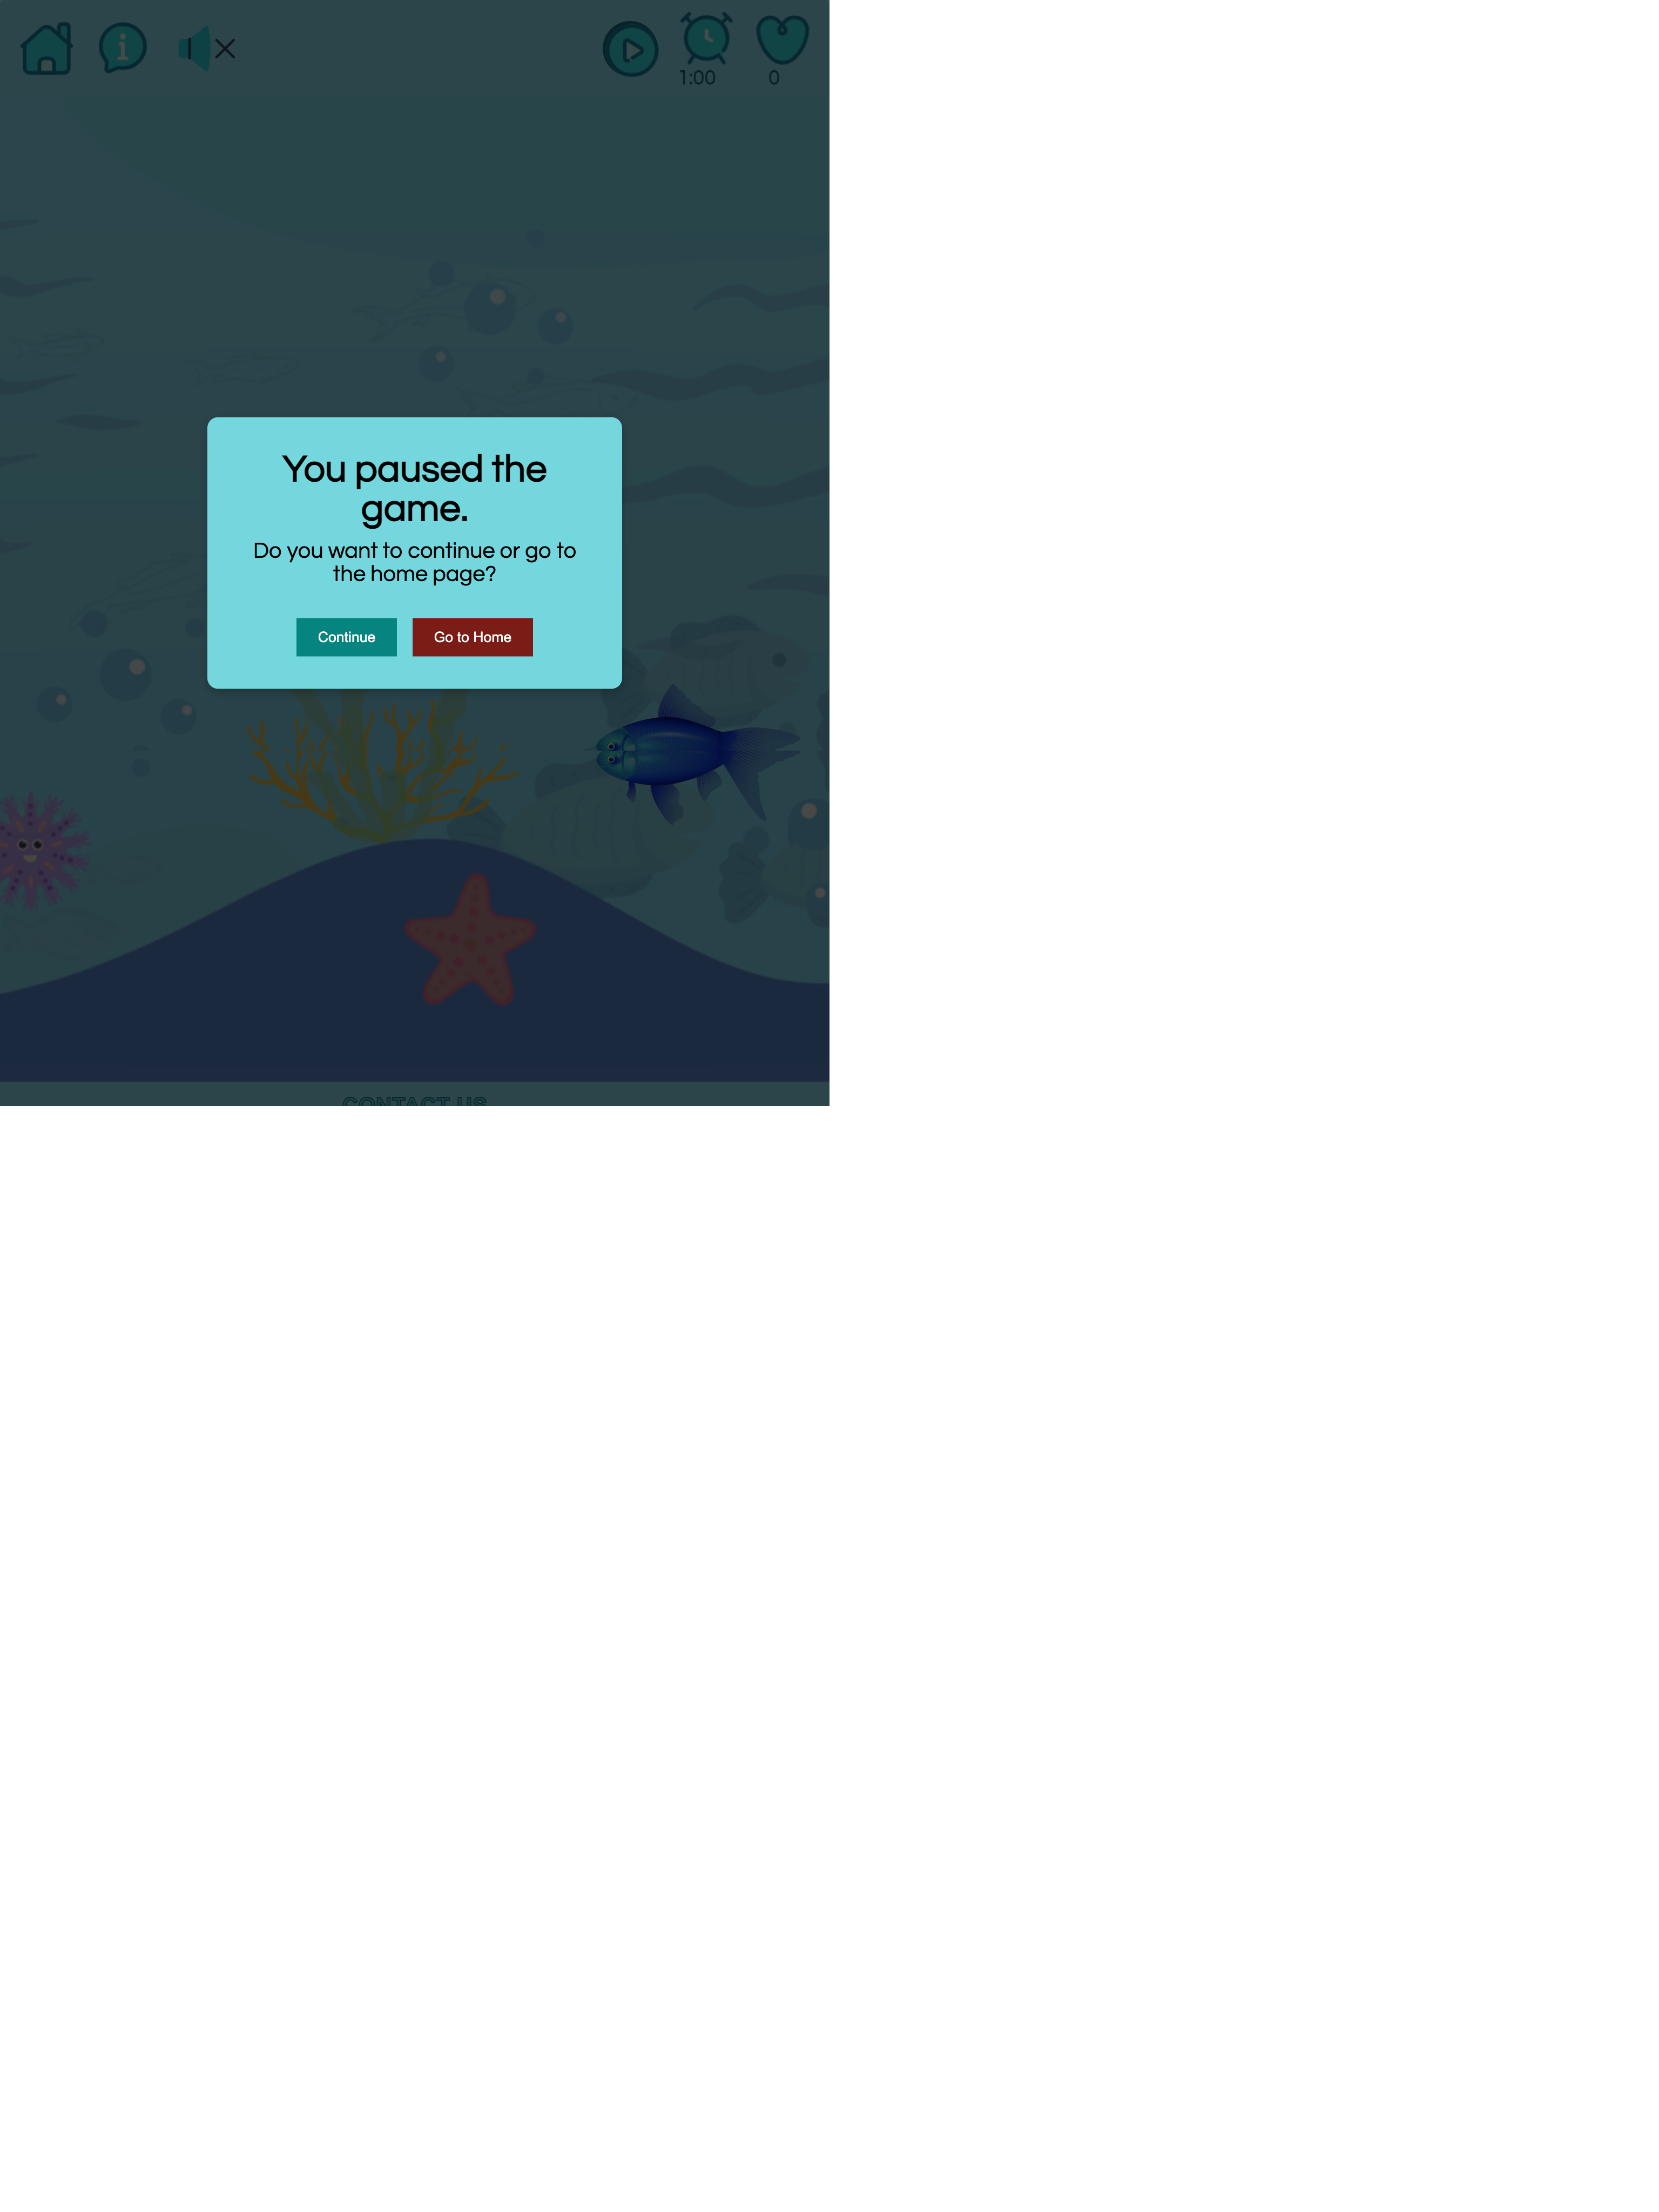 1:00
0
You paused the
game.
Do you want to continue or go to
the home page?
Continue
Go to Home
CONTACT US